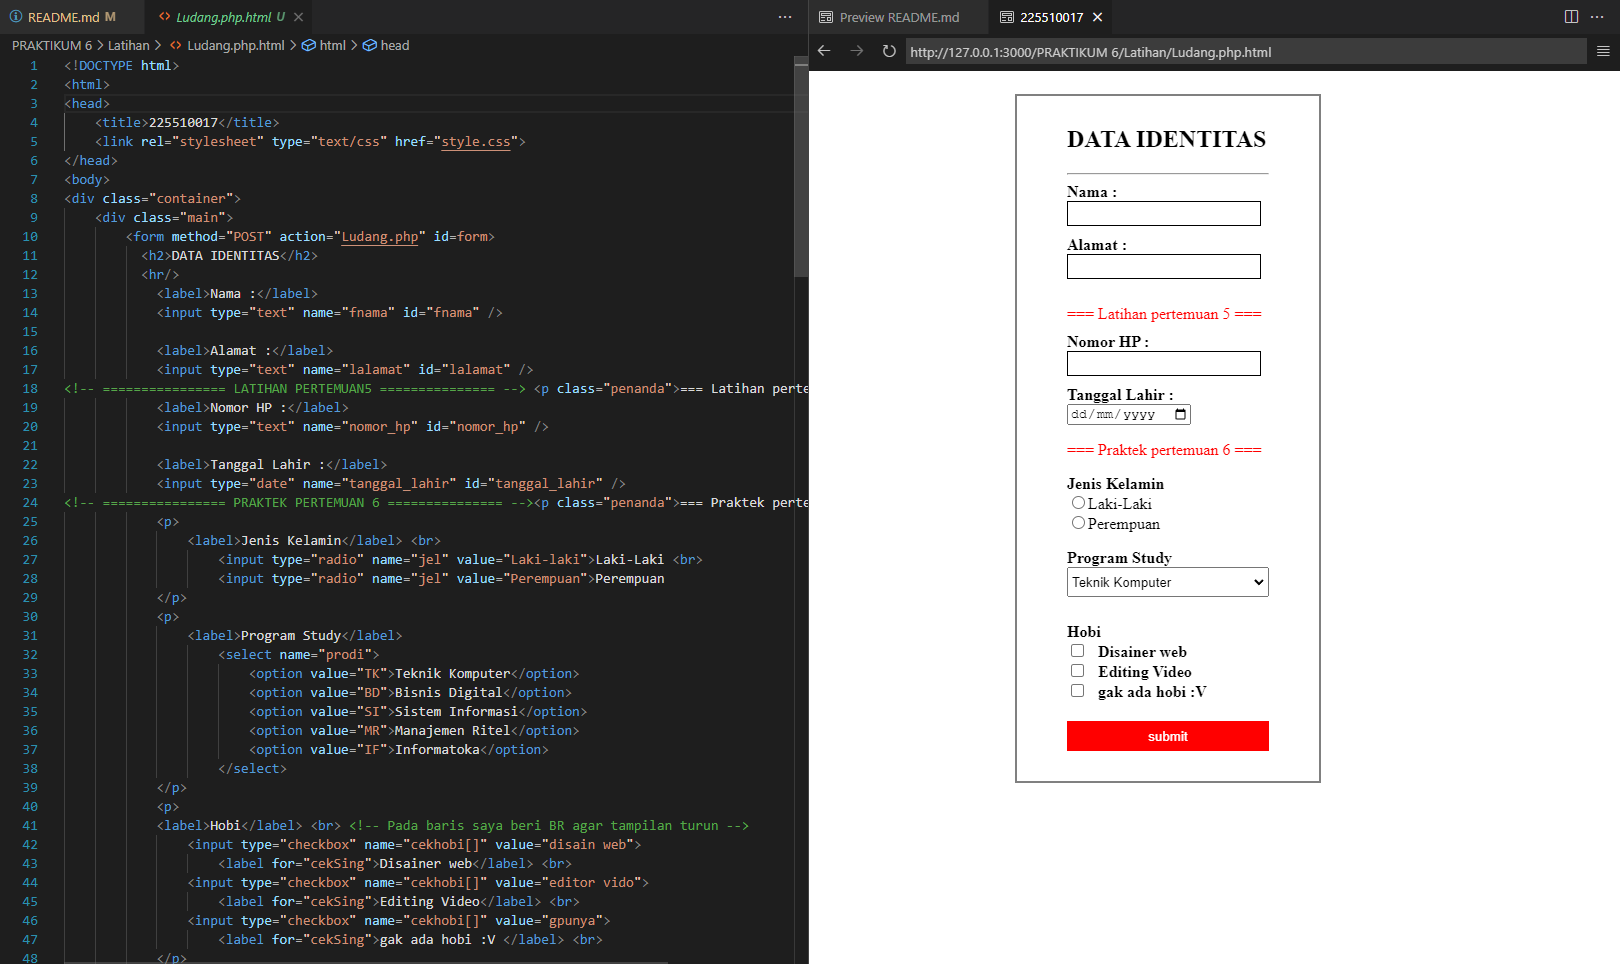 README.md M
Ludang.php.html U
PRAKTIKUM 6 > Latihan > Ludang.php.html > html > head
1 <!DOCTYPE html>
2 <html>
3 <head>
4 <title>225510017</title>
5 <link rel="stylesheet" type="text/css" href="style.css">
6 </head>
7 <body>
8 <div class="container">
9 <div class="main">
10 <form method="POST" action="Ludang.php" id=form>
11 <h2>DATA IDENTITAS</h2>
12 <hr/>
13 <label>Nama :</label>
14 <input type="text" name="fnama" id="fnama" />
15
16 <label>Alamat :</label>
17 <input type="text" name="lalamat" id="lalamat" />
18 <!-- ================ LATIHAN PERTEMUAN5 =============== --> <p class="penanda">=== Latihan perte
19 <label>Nomor HP :</label>
20 <input type="text" name="nomor_hp" id="nomor_hp" />
21
22 <label>Tanggal Lahir :</label>
23 <input type="date" name="tanggal_lahir" id="tanggal_lahir" />
24 <!-- ================ PRAKTEK PERTEMUAN 6 =============== --><p class="penanda">=== Praktek perte
25 <p>
26 <label>Jenis Kelamin</label> <br>
27 <input type="radio" name="jel" value="Laki-laki">Laki-Laki <br>
28 <input type="radio" name="jel" value="Perempuan">Perempuan
29 </p>
30 <p>
31 <label>Program Study</label>
32 <select name="prodi">
33 <option value="TK">Teknik Komputer</option>
34 <option value="BD">Bisnis Digital</option>
35 <option value="SI">Sistem Informasi</option>
36 <option value="MR">Manajemen Ritel</option>
37 <option value="IF">Informatoka</option>
38 </select>
39 </p>
40 <p>
41 <label>Hobi</label> <br> <!-- Pada baris saya beri BR agar tampilan turun -->
42 <input type="checkbox" name="cekhobi[]" value="disain web">
43 <label for="cekSing">Disainer web</label> <br>
44 <input type="checkbox" name="cekhobi[]" value="editor vido">
45 <label for="cekSing">Editing Video</label> <br>
46 <input type="checkbox" name="cekhobi[]" value="gpunya">
47 <label for="cekSing">gak ada hobi :V </label> <br>
48 </p>
Preview README.md
225510017
http://127.0.0.1:3000/PRAKTIKUM 6/Latihan/Ludang.php.html
DATA IDENTITAS
Nama :
Alamat :
=== Latihan pertemuan 5 ===
Nomor HP :
Tanggal Lahir :
dd/mm/yyyy
=== Praktek pertemuan 6 ===
Jenis Kelamin
Laki-Laki
Perempuan
Program Study
Teknik Komputer
Hobi
Disainer web
Editing Video
gak ada hobi :V
submit